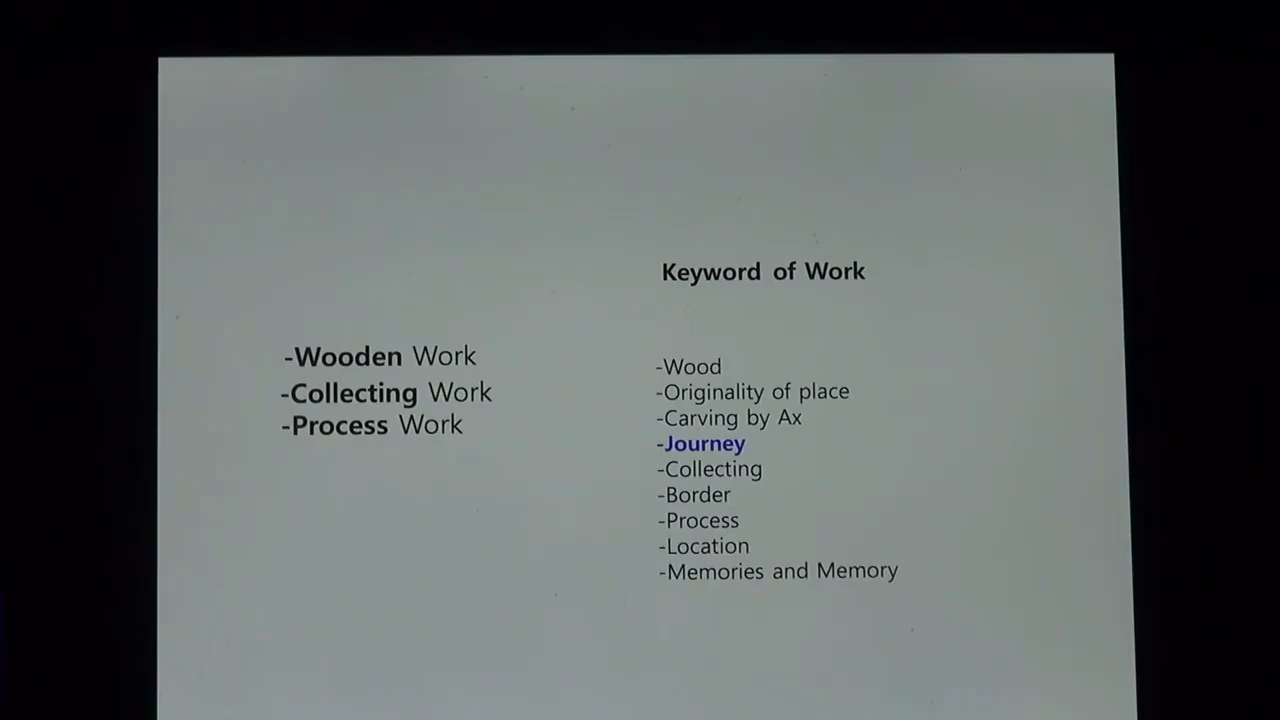 -Wooden Work
-Collecting Work
-Process Work
Keyword of Work
-Wood
-Originality of place
-Carving by Ax
-Journey
-Collecting
-Border
-Process
-Location
-Memories and Memory